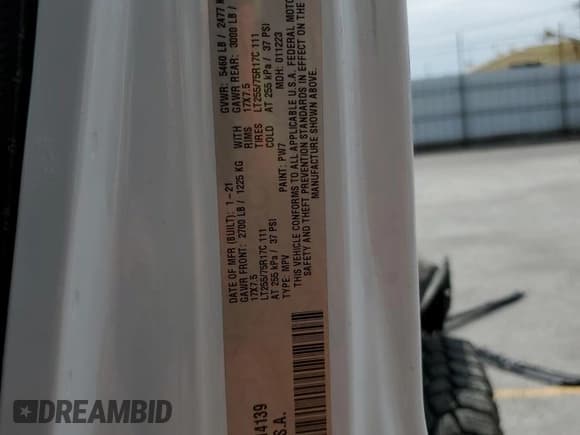 DATE OF MFR (BUILT): 1-21
GVWR: 5460 LB / 2477 K
GAWR FRONT: 2700 LB / 1225 KG
WITH
GAWR REAR: 3000 LB /
17X7.5
RIMS
17X7.5
LT255/75R17C 111
TIRES
LT255/75R17C 111
AT 255 kPa / 37 PSI
COLD
AT 255 kPa / 37 PSI
TYPE: MPV
PAINT: PW7
MDH: 011223
THIS VEHICLE CONFORMS TO ALL APPLICABLE U.S.A. FEDERAL MOTO
SAFETY AND THEFT PREVENTION STANDARDS IN EFFECT ON THE
MANUFACTURE SHOWN ABOVE.
4139
S.A.
DREAMBID